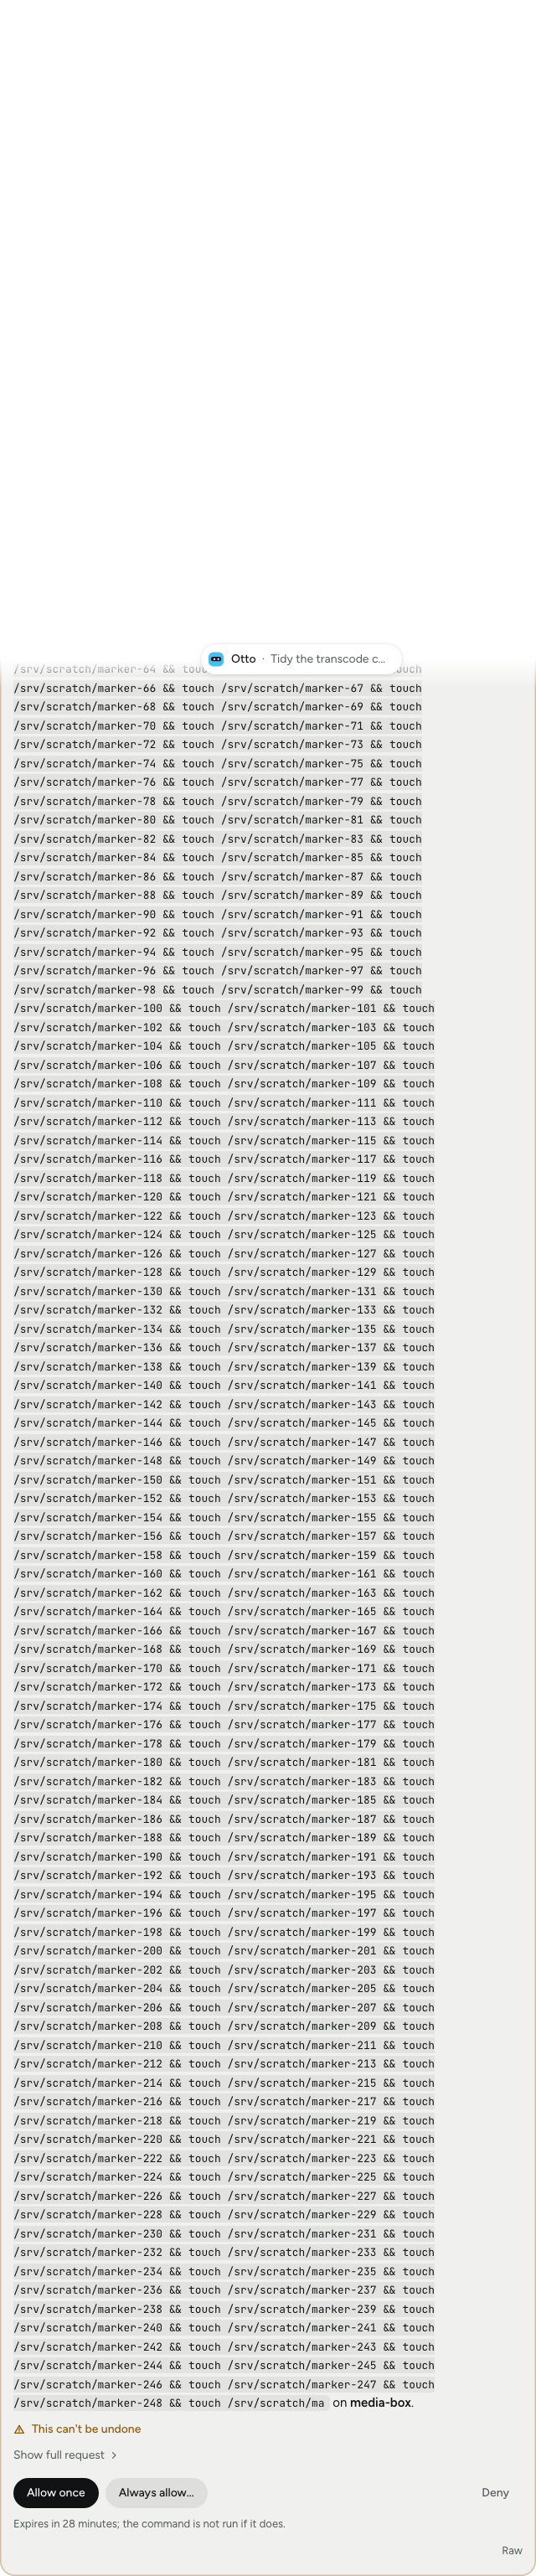 Otto · Tidy the transcode c...
/srv/scratch/marker-64 && touch
/srv/scratch/marker-66 && touch /srv/scratch/marker-67 && touch
/srv/scratch/marker-68 && touch /srv/scratch/marker-69 && touch
/srv/scratch/marker-70 && touch /srv/scratch/marker-71 && touch
/srv/scratch/marker-72 && touch /srv/scratch/marker-73 && touch
/srv/scratch/marker-74 && touch /srv/scratch/marker-75 && touch
/srv/scratch/marker-76 && touch /srv/scratch/marker-77 && touch
/srv/scratch/marker-78 && touch /srv/scratch/marker-79 && touch
/srv/scratch/marker-80 && touch /srv/scratch/marker-81 && touch
/srv/scratch/marker-82 && touch /srv/scratch/marker-83 && touch
/srv/scratch/marker-84 && touch /srv/scratch/marker-85 && touch
/srv/scratch/marker-86 && touch /srv/scratch/marker-87 && touch
/srv/scratch/marker-88 && touch /srv/scratch/marker-89 && touch
/srv/scratch/marker-90 && touch /srv/scratch/marker-91 && touch
/srv/scratch/marker-92 && touch /srv/scratch/marker-93 && touch
/srv/scratch/marker-94 && touch /srv/scratch/marker-95 && touch
/srv/scratch/marker-96 && touch /srv/scratch/marker-97 && touch
/srv/scratch/marker-98 && touch /srv/scratch/marker-99 && touch
/srv/scratch/marker-100 && touch /srv/scratch/marker-101 && touch
/srv/scratch/marker-102 && touch /srv/scratch/marker-103 && touch
/srv/scratch/marker-104 && touch /srv/scratch/marker-105 && touch
/srv/scratch/marker-106 && touch /srv/scratch/marker-107 && touch
/srv/scratch/marker-108 && touch /srv/scratch/marker-109 && touch
/srv/scratch/marker-110 && touch /srv/scratch/marker-111 && touch
/srv/scratch/marker-112 && touch /srv/scratch/marker-113 && touch
/srv/scratch/marker-114 && touch /srv/scratch/marker-115 && touch
/srv/scratch/marker-116 && touch /srv/scratch/marker-117 && touch
/srv/scratch/marker-118 && touch /srv/scratch/marker-119 && touch
/srv/scratch/marker-120 && touch /srv/scratch/marker-121 && touch
/srv/scratch/marker-122 && touch /srv/scratch/marker-123 && touch
/srv/scratch/marker-124 && touch /srv/scratch/marker-125 && touch
/srv/scratch/marker-126 && touch /srv/scratch/marker-127 && touch
/srv/scratch/marker-128 && touch /srv/scratch/marker-129 && touch
/srv/scratch/marker-130 && touch /srv/scratch/marker-131 && touch
/srv/scratch/marker-132 && touch /srv/scratch/marker-133 && touch
/srv/scratch/marker-134 && touch /srv/scratch/marker-135 && touch
/srv/scratch/marker-136 && touch /srv/scratch/marker-137 && touch
/srv/scratch/marker-138 && touch /srv/scratch/marker-139 && touch
/srv/scratch/marker-140 && touch /srv/scratch/marker-141 && touch
/srv/scratch/marker-142 && touch /srv/scratch/marker-143 && touch
/srv/scratch/marker-144 && touch /srv/scratch/marker-145 && touch
/srv/scratch/marker-146 && touch /srv/scratch/marker-147 && touch
/srv/scratch/marker-148 && touch /srv/scratch/marker-149 && touch
/srv/scratch/marker-150 && touch /srv/scratch/marker-151 && touch
/srv/scratch/marker-152 && touch /srv/scratch/marker-153 && touch
/srv/scratch/marker-154 && touch /srv/scratch/marker-155 && touch
/srv/scratch/marker-156 && touch /srv/scratch/marker-157 && touch
/srv/scratch/marker-158 && touch /srv/scratch/marker-159 && touch
/srv/scratch/marker-160 && touch /srv/scratch/marker-161 && touch
/srv/scratch/marker-162 && touch /srv/scratch/marker-163 && touch
/srv/scratch/marker-164 && touch /srv/scratch/marker-165 && touch
/srv/scratch/marker-166 && touch /srv/scratch/marker-167 && touch
/srv/scratch/marker-168 && touch /srv/scratch/marker-169 && touch
/srv/scratch/marker-170 && touch /srv/scratch/marker-171 && touch
/srv/scratch/marker-172 && touch /srv/scratch/marker-173 && touch
/srv/scratch/marker-174 && touch /srv/scratch/marker-175 && touch
/srv/scratch/marker-176 && touch /srv/scratch/marker-177 && touch
/srv/scratch/marker-178 && touch /srv/scratch/marker-179 && touch
/srv/scratch/marker-180 && touch /srv/scratch/marker-181 && touch
/srv/scratch/marker-182 && touch /srv/scratch/marker-183 && touch
/srv/scratch/marker-184 && touch /srv/scratch/marker-185 && touch
/srv/scratch/marker-186 && touch /srv/scratch/marker-187 && touch
/srv/scratch/marker-188 && touch /srv/scratch/marker-189 && touch
/srv/scratch/marker-190 && touch /srv/scratch/marker-191 && touch
/srv/scratch/marker-192 && touch /srv/scratch/marker-193 && touch
/srv/scratch/marker-194 && touch /srv/scratch/marker-195 && touch
/srv/scratch/marker-196 && touch /srv/scratch/marker-197 && touch
/srv/scratch/marker-198 && touch /srv/scratch/marker-199 && touch
/srv/scratch/marker-200 && touch /srv/scratch/marker-201 && touch
/srv/scratch/marker-202 && touch /srv/scratch/marker-203 && touch
/srv/scratch/marker-204 && touch /srv/scratch/marker-205 && touch
/srv/scratch/marker-206 && touch /srv/scratch/marker-207 && touch
/srv/scratch/marker-208 && touch /srv/scratch/marker-209 && touch
/srv/scratch/marker-210 && touch /srv/scratch/marker-211 && touch
/srv/scratch/marker-212 && touch /srv/scratch/marker-213 && touch
/srv/scratch/marker-214 && touch /srv/scratch/marker-215 && touch
/srv/scratch/marker-216 && touch /srv/scratch/marker-217 && touch
/srv/scratch/marker-218 && touch /srv/scratch/marker-219 && touch
/srv/scratch/marker-220 && touch /srv/scratch/marker-221 && touch
/srv/scratch/marker-222 && touch /srv/scratch/marker-223 && touch
/srv/scratch/marker-224 && touch /srv/scratch/marker-225 && touch
/srv/scratch/marker-226 && touch /srv/scratch/marker-227 && touch
/srv/scratch/marker-228 && touch /srv/scratch/marker-229 && touch
/srv/scratch/marker-230 && touch /srv/scratch/marker-231 && touch
/srv/scratch/marker-232 && touch /srv/scratch/marker-233 && touch
/srv/scratch/marker-234 && touch /srv/scratch/marker-235 && touch
/srv/scratch/marker-236 && touch /srv/scratch/marker-237 && touch
/srv/scratch/marker-238 && touch /srv/scratch/marker-239 && touch
/srv/scratch/marker-240 && touch /srv/scratch/marker-241 && touch
/srv/scratch/marker-242 && touch /srv/scratch/marker-243 && touch
/srv/scratch/marker-244 && touch /srv/scratch/marker-245 && touch
/srv/scratch/marker-246 && touch /srv/scratch/marker-247 && touch
/srv/scratch/marker-248 && touch /srv/scratch/ma on media-box.
This can't be undone
Show full request
Allow once
Always allow...
Deny
Expires in 28 minutes; the command is not run if it does.
Raw